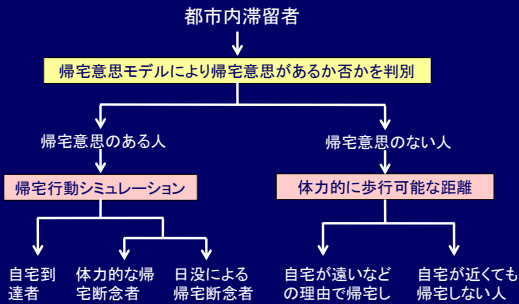 都市内滞留者
帰宅意思モデルにより帰宅意思があるか否かを判別
帰宅意思のある人
帰宅意思のない人
帰宅行動シミュレーション
体力的に歩行可能な距離
自宅到
達者
体力的な帰
宅断念者
日没による
帰宅断念者
自宅が遠いなど
の理由で帰宅し
自宅が近くても
帰宅しない人